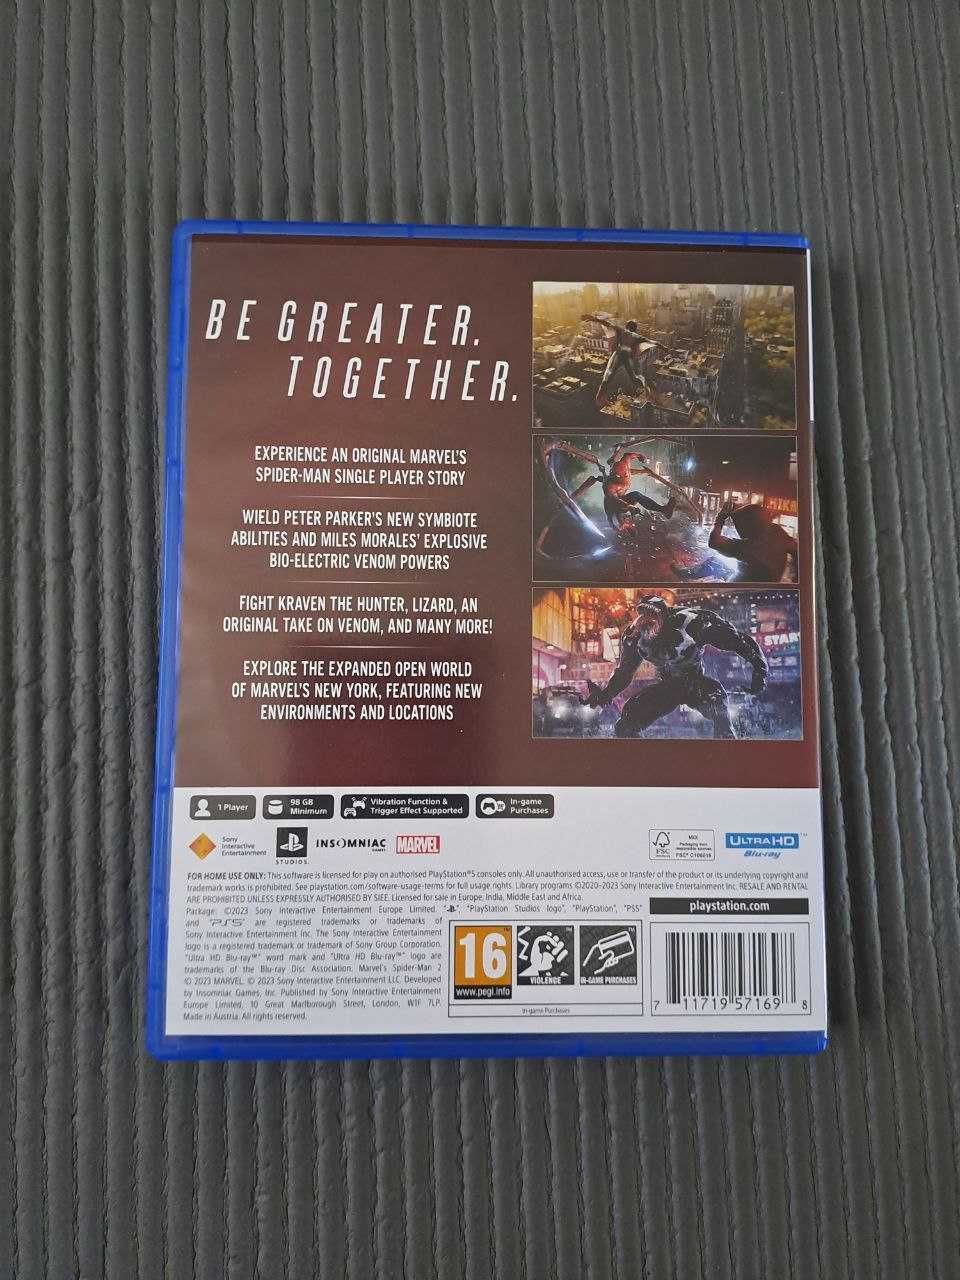 BE GREATER.
TOGETHER.
EXPERIENCE AN ORIGINAL MARVEL'S
SPIDER-MAN SINGLE PLAYER STORY
WIELD PETER PARKER'S NEW SYMBIOTE
ABILITIES AND MILES MORALES' EXPLOSIVE
BIO-ELECTRIC VENOM POWERS
FIGHT KRAVEN THE HUNTER, LIZARD, AN
ORIGINAL TAKE ON VENOM, AND MANY MORE!
EXPLORE THE EXPANDED OPEN WORLD
OF MARVEL'S NEW YORK, FEATURING NEW
ENVIRONMENTS AND LOCATIONS
STAR
1 Player
98 GB
Minimum
Vibration Function &
Trigger Effect Supported
In-game
Purchases
Sony
Interactive
Entertainment
STUDIOS.
INSOMNIAC
GAMES
MARVEL
FSC
MIX
Packaging from
responsible sources
ULTRA HD
Blu-ray™
FOR HOME USE ONLY: This software is licensed for play on authorised PlayStation®5 consoles only. All unauthorised access, use or transfer of the product or its underlying copyright and
trademark works is prohibited. See playstation.com/software-usage-terms for full usage rights. Library programs ©2020–2023 Sony Interactive Entertainment Inc. RESALE AND RENTAL
ARE PROHIBITED UNLESS EXPRESSLY AUTHORISED BY SIEE. Licensed for sale in Europe, India, Middle East and Africa.
Package: ©2023 Sony Interactive Entertainment Europe Limited. "PS", "PlayStation Studios logo", "PlayStation", "PS5"
and "PS5" are registered trademarks or trademarks of
Sony Interactive Entertainment Inc. The Sony Interactive Entertainment
logo is a registered trademark or trademark of Sony Group Corporation.
"Ultra HD Blu-ray™" word mark and "Ultra HD Blu-ray™" logo are
trademarks of the Blu-ray Disc Association. Marvel's Spider-Man 2
© 2023 MARVEL. © 2023 Sony Interactive Entertainment LLC. Developed
by Insomniac Games, Inc. Published by Sony Interactive Entertainment
Europe Limited, 10 Great Marlborough Street, London, W1F 7LP.
Made in Austria. All rights reserved.
playstation.com
16
www.pegi.info
VIOLENCE
IN-GAME PURCHASES
In-game Purchases
7 11719 57169 8